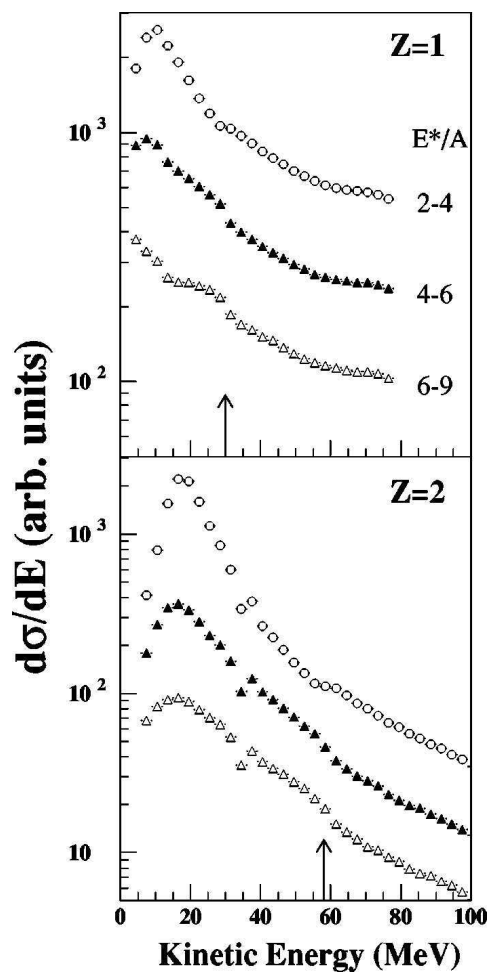 Z=1
10³
E*/A
2-4
4-6
6-9
10²
dσ/dE (arb. units)
Z=2
10³
10²
10
0 20 40 60 80 100
Kinetic Energy (MeV)